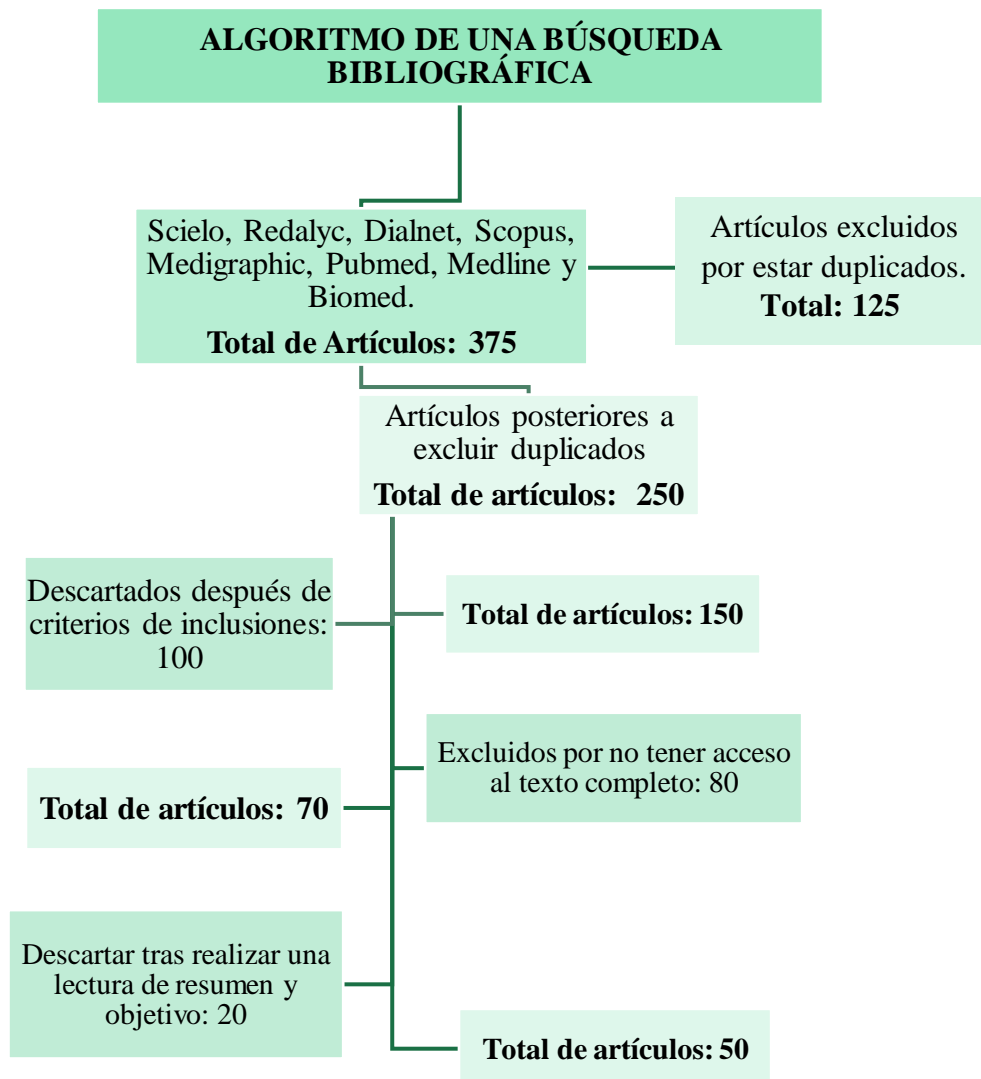 ALGORITMO DE UNA BÚSQUEDA
BIBLIOGRÁFICA
Scielo, Redalyc, Dialnet, Scopus,
Medigraphic, Pubmed, Medline y
Biomed.
Total de Artículos: 375
Artículos excluidos
por estar duplicados.
Total: 125
Artículos posteriores a
excluir duplicados
Total de artículos: 250
Descartados después de
criterios de inclusiones:
100
Total de artículos: 150
Excluidos por no tener acceso
al texto completo: 80
Total de artículos: 70
Descartar tras realizar una
lectura de resumen y
objetivo: 20
Total de artículos: 50